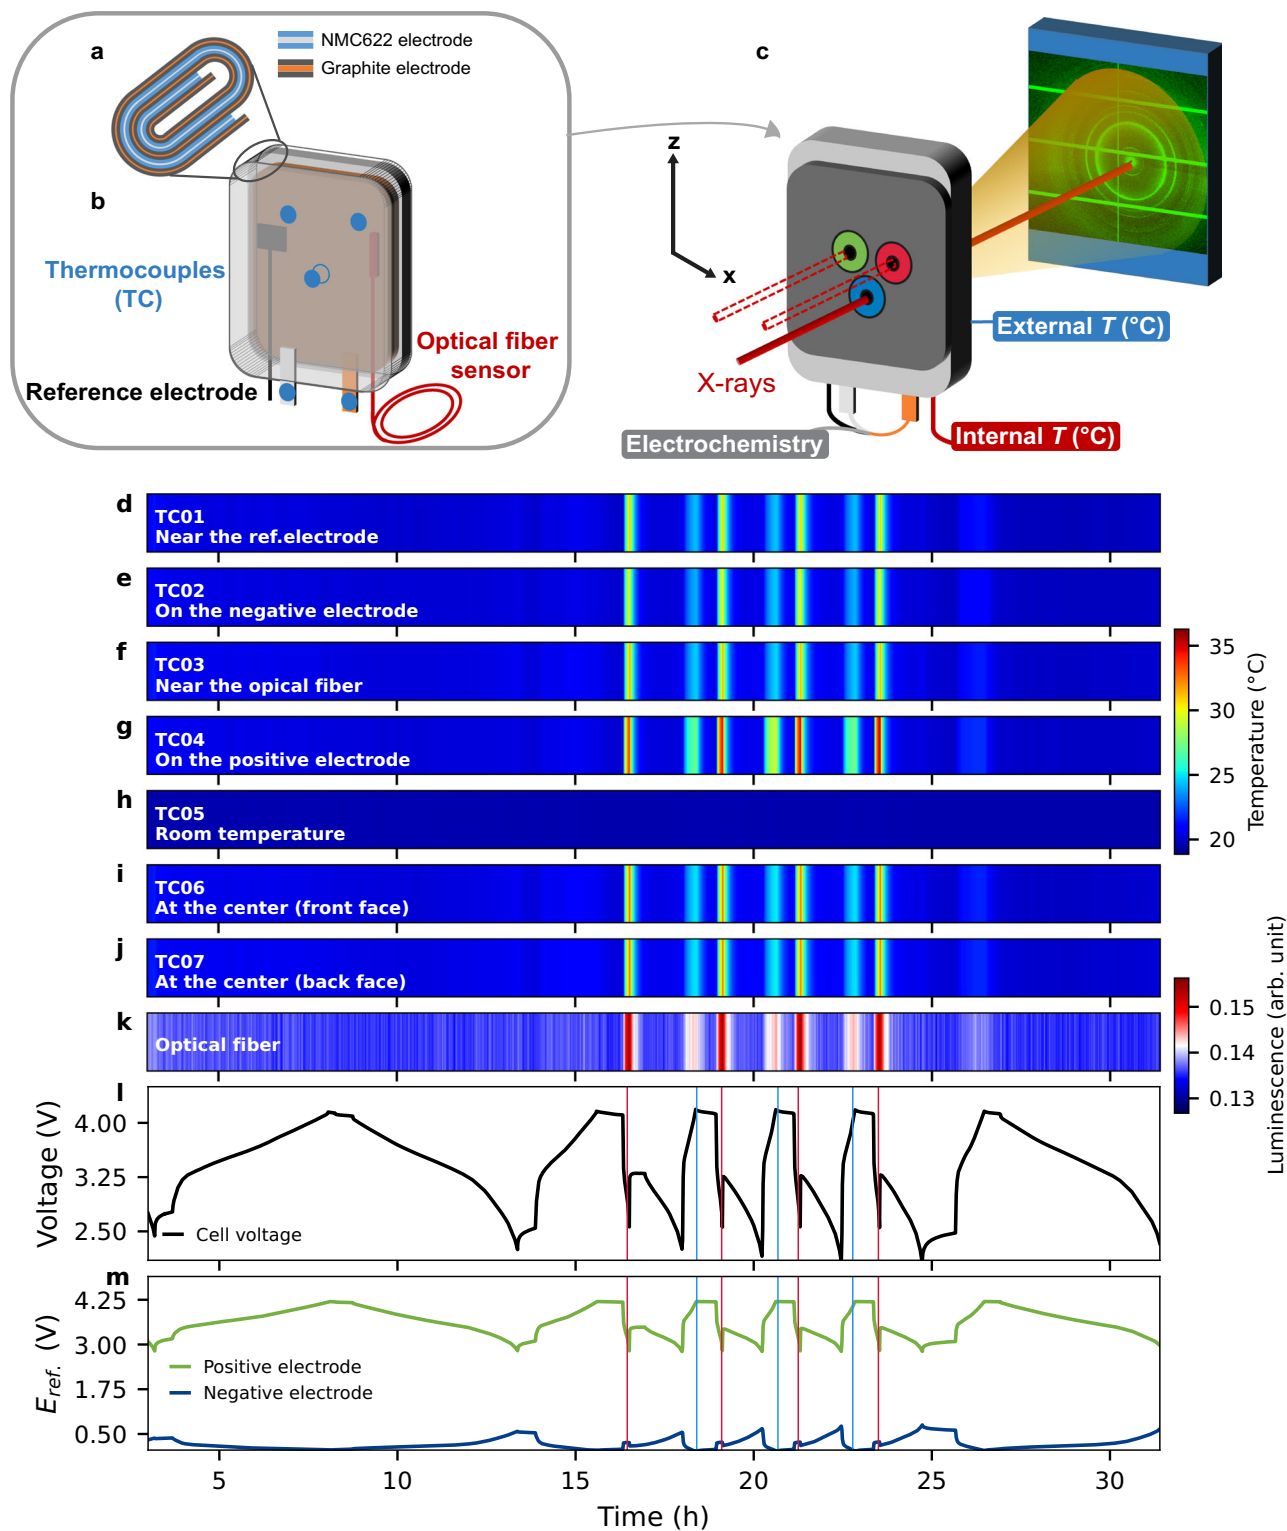 a
NMC622 electrode
Graphite electrode
b
Thermocouples
(TC)
Optical fiber
sensor
Reference electrode
c
z
x
X-rays
External T (°C)
Internal T (°C)
Electrochemistry
d
TC01
Near the ref.electrode
e
TC02
On the negative electrode
f
TC03
Near the opical fiber
g
TC04
On the positive electrode
h
TC05
Room temperature
i
TC06
At the center (front face)
j
TC07
At the center (back face)
k
Optical fiber
35
30
25
20
Temperature (°C)
0.15
0.14
0.13
Luminescence (arb. unit)
l
4.00
3.25
2.50
Voltage (V)
Cell voltage
m
4.25
3.00
1.75
0.50
Eref. (V)
Positive electrode
Negative electrode
5 10 15 20 25 30
Time (h)